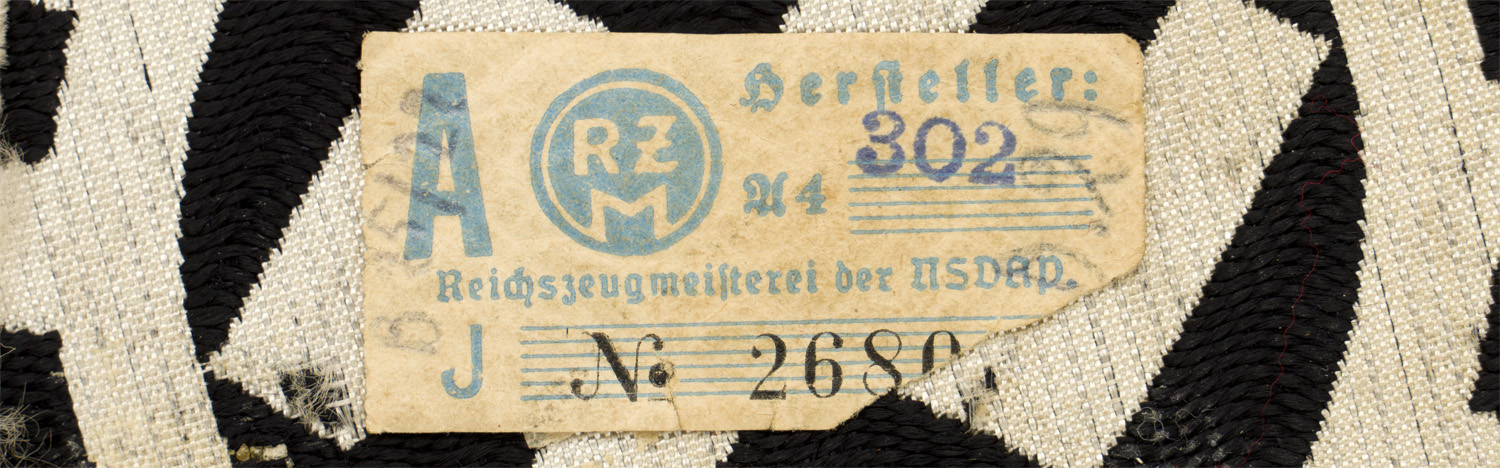 A
RZM
Hersteller:
A4 302
Reichszeugmeisterei der NSDAP.
J № 2680